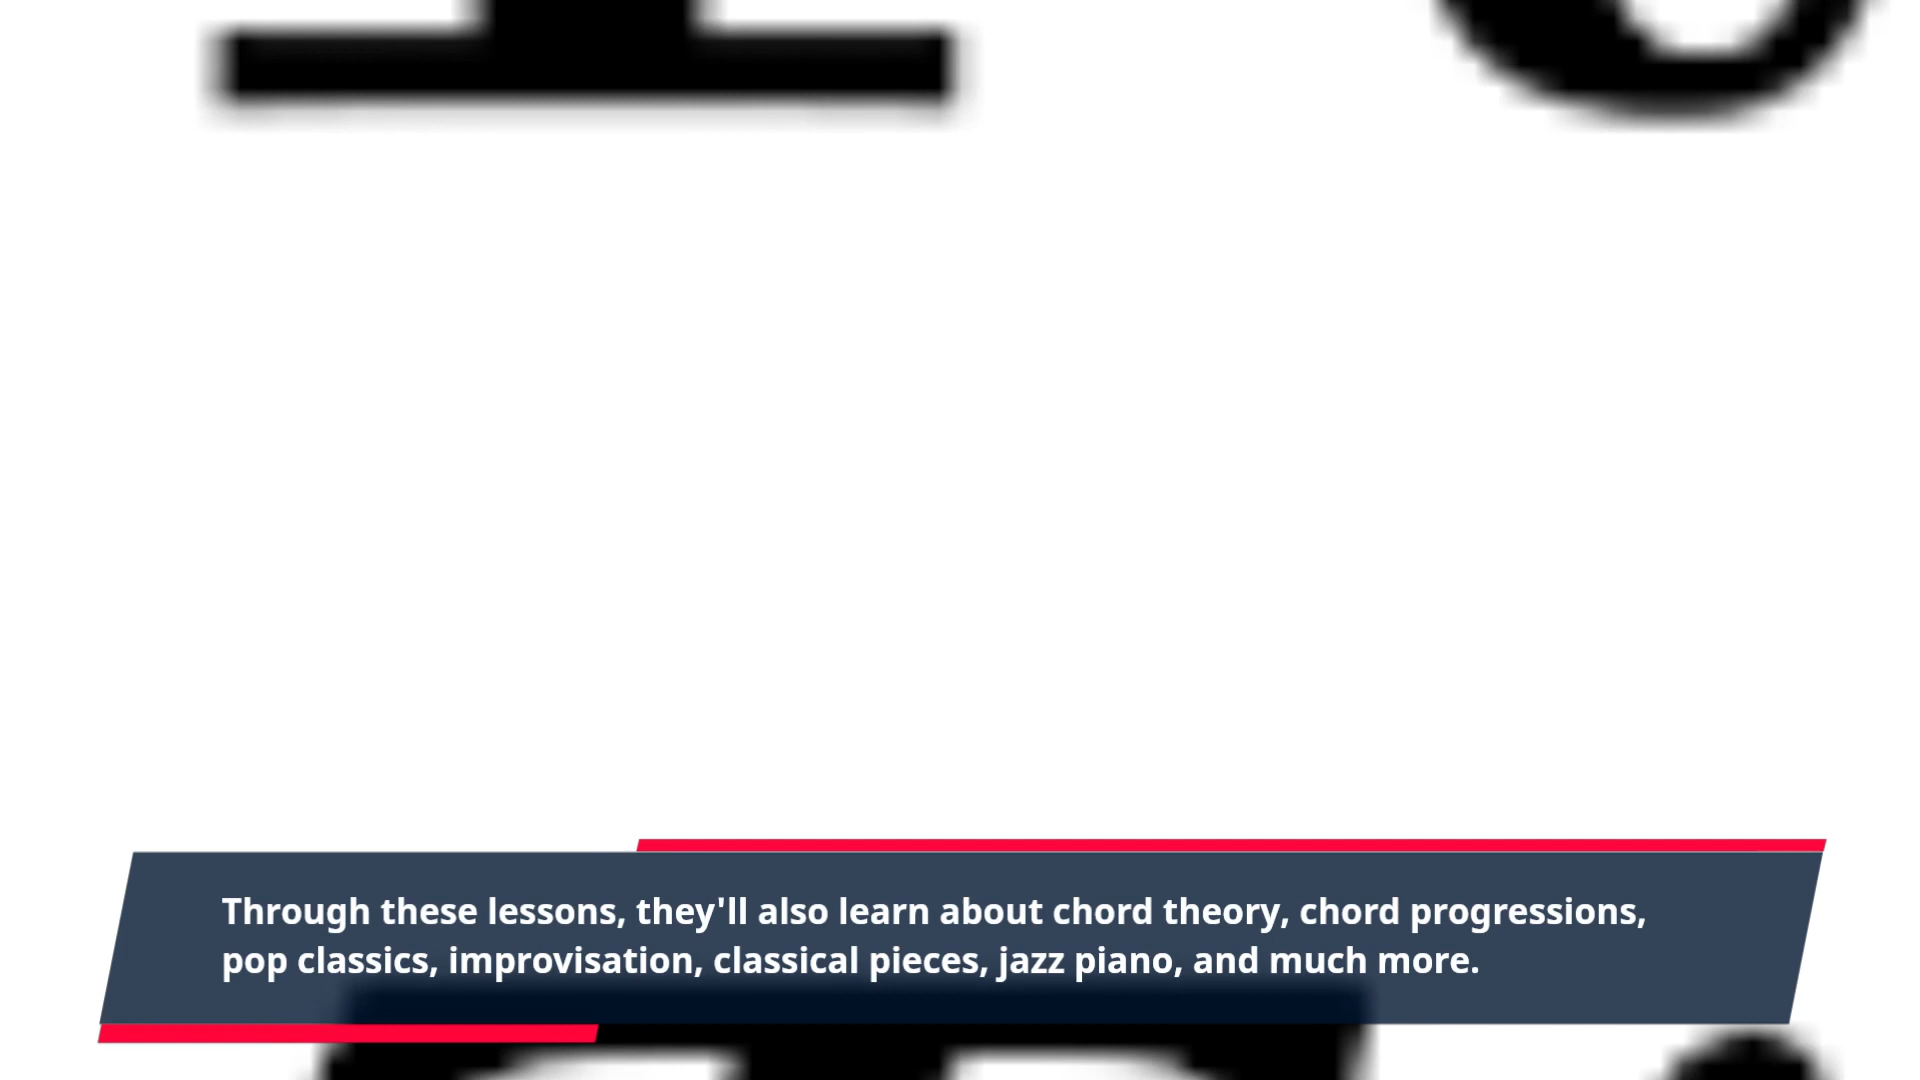 Through these lessons, they'll also learn about chord theory, chord progressions,
pop classics, improvisation, classical pieces, jazz piano, and much more.